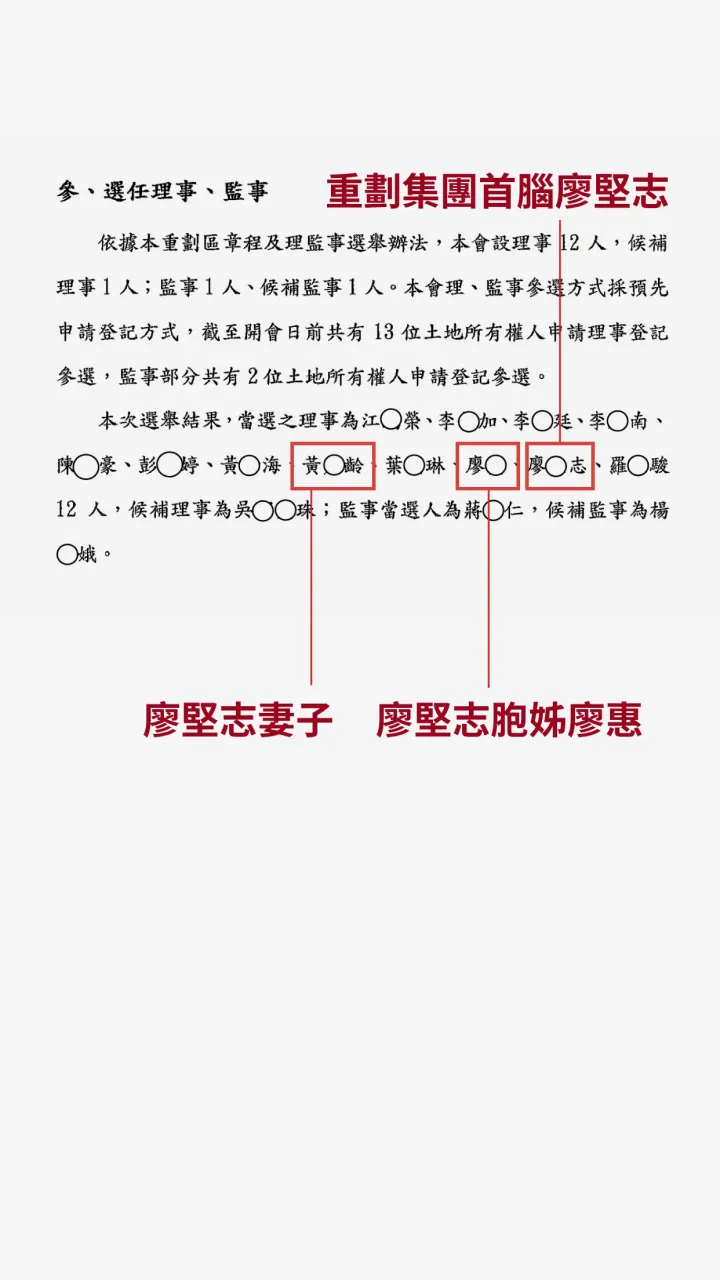 參、選任理事、監事
重劃集團首腦廖堅志
依據本重劃區章程及理監事選舉辦法，本會設理事 12 人，候補
理事 1 人；監事 1 人、候補監事 1 人。本會理、監事參選方式採預先
申請登記方式，截至開會日前共有 13 位土地所有權人申請理事登記
參選，監事部分共有 2 位土地所有權人申請登記參選。
本次選舉結果，當選之理事為江◯榮、李◯加、李◯廷、李◯南、
陳◯豪、彭◯婷、黃◯海、黃◯齡、葉◯琳、廖◯、廖◯志、羅◯駿
12 人，候補理事為吳◯◯珠；監事當選人為蔣◯仁，候補監事為楊
◯娥。
廖堅志妻子
廖堅志胞姊廖惠